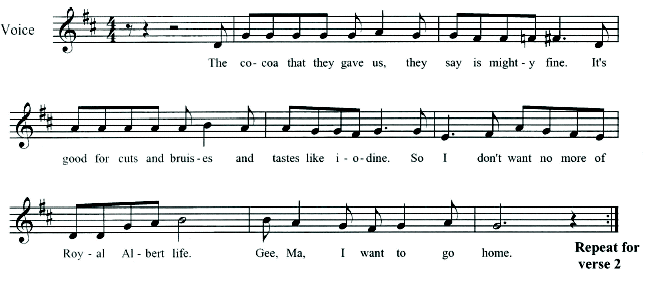 Voice
The co- coa that they gave us, they say is might - y fine. It's
good for cuts and bruis - es and tastes like i - o - dine. So I don't want no more of
Roy - al Al - bert life. Gee, Ma, I want to go home.
Repeat for
verse 2